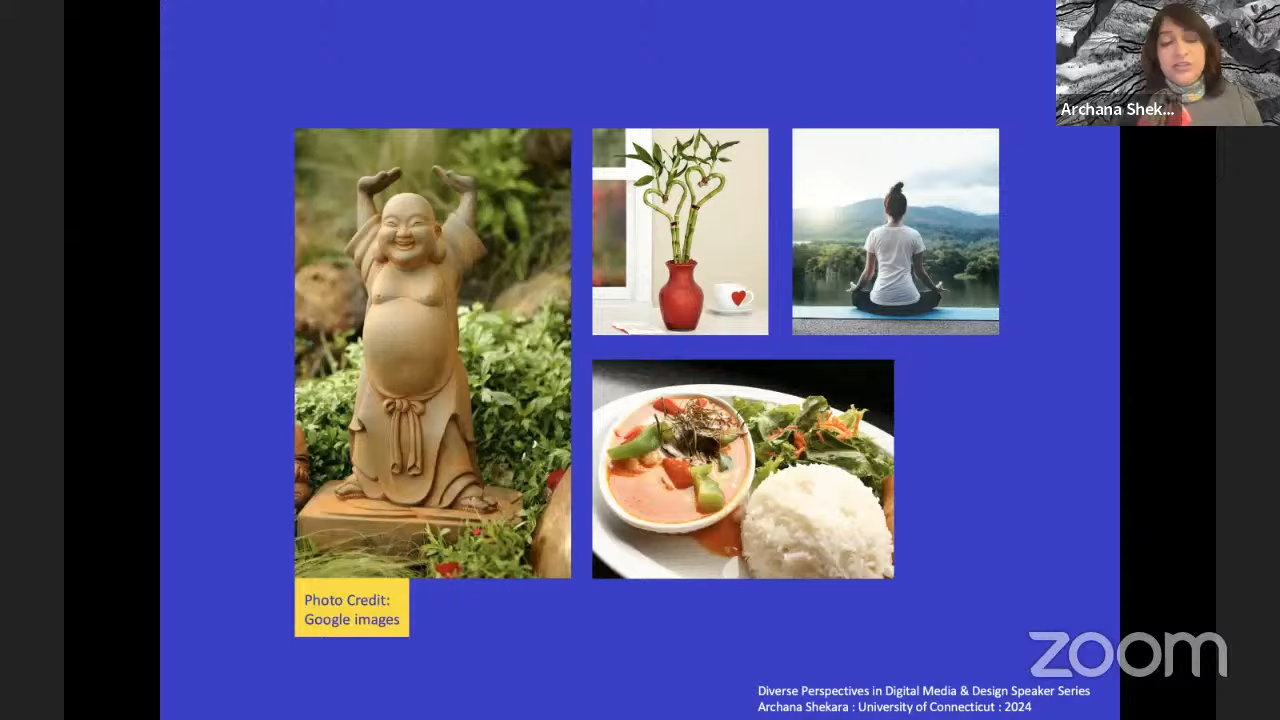 Archana Shek...
Photo Credit:
Google images
zoom
Diverse Perspectives in Digital Media & Design Speaker Series
Archana Shekara : University of Connecticut : 2024